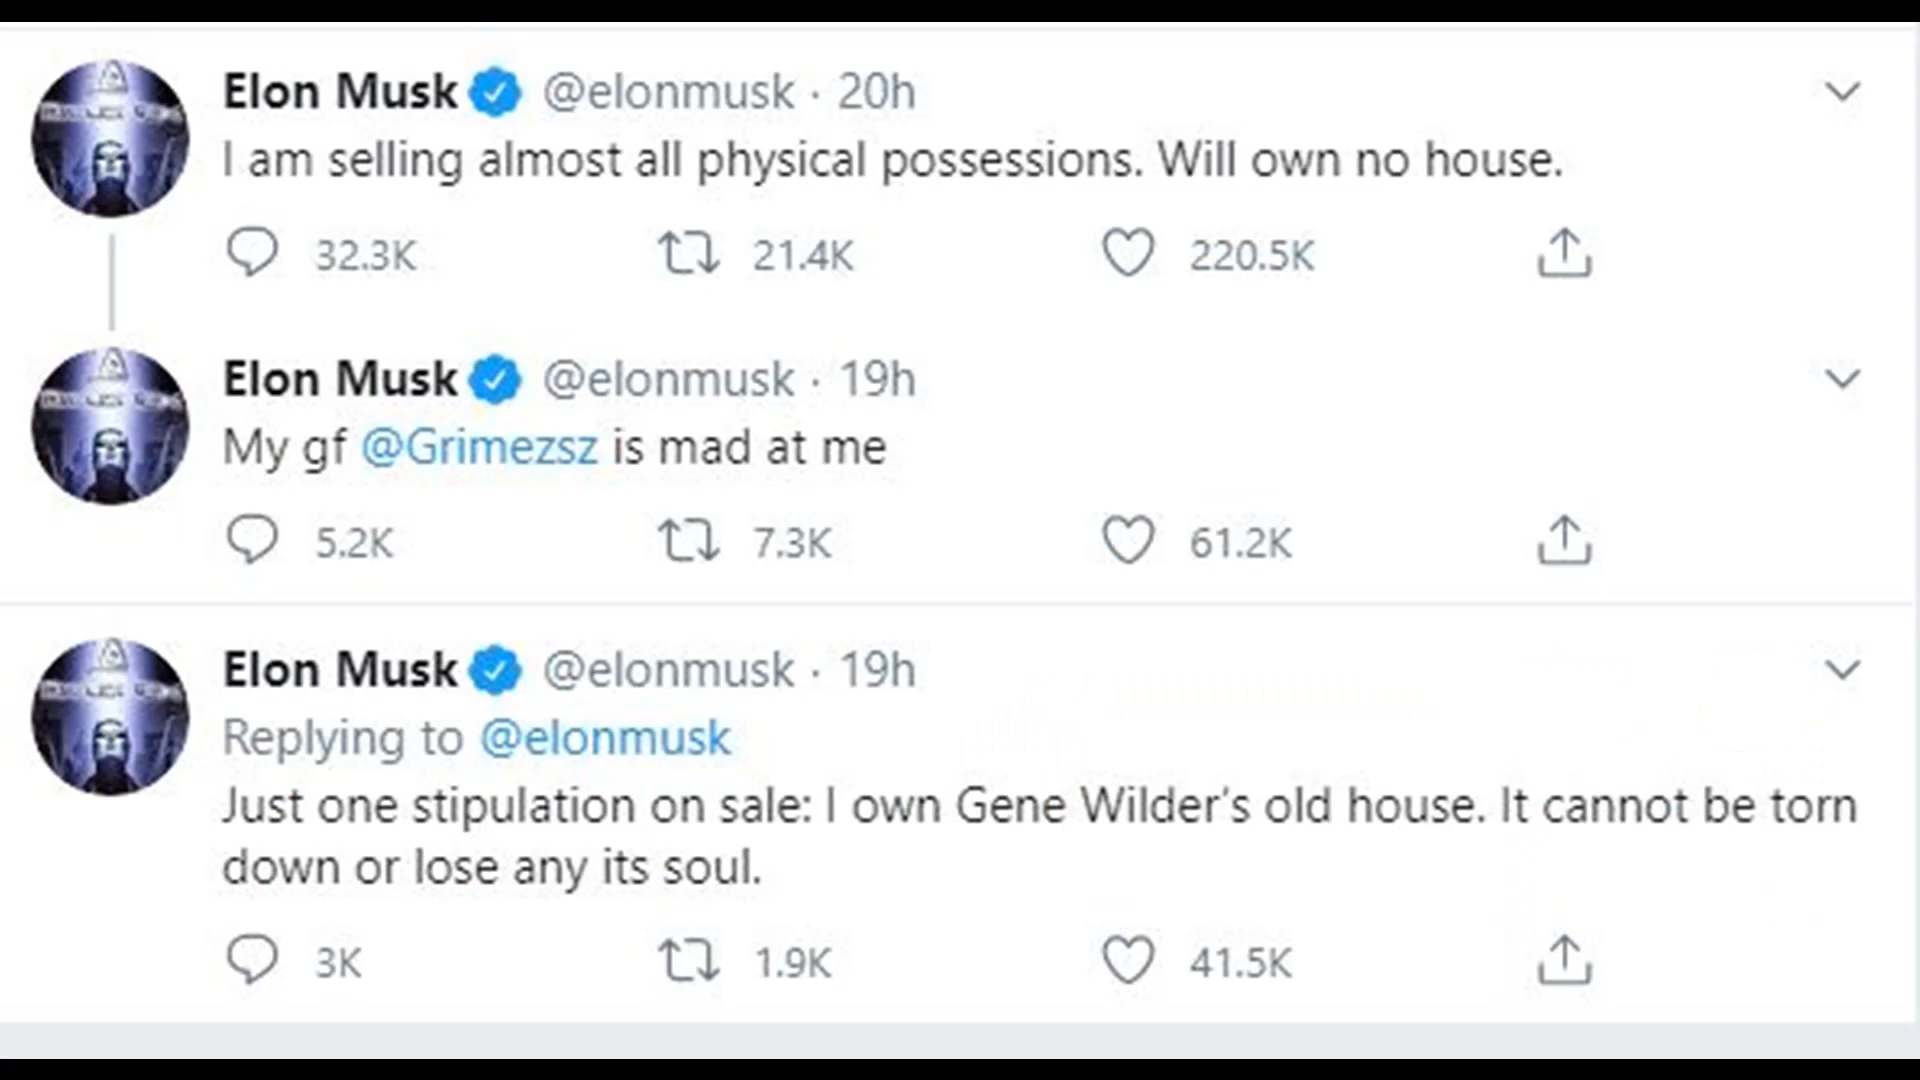 Elon Musk @elonmusk · 20h
I am selling almost all physical possessions. Will own no house.
32.3K 21.4K 220.5K
Elon Musk @elonmusk · 19h
My gf @Grimezsz is mad at me
5.2K 7.3K 61.2K
Elon Musk @elonmusk · 19h
Replying to @elonmusk
Just one stipulation on sale: I own Gene Wilder's old house. It cannot be torn
down or lose any its soul.
3K 1.9K 41.5K